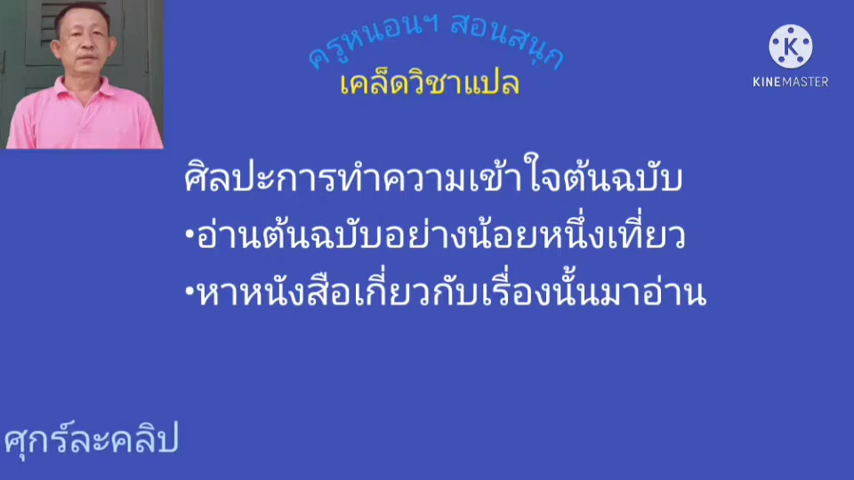 ครูหนอนฯ สอนสนุก
เคล็ดวิชาแปล
KINEMASTER
ศิลปะการทำความเข้าใจต้นฉบับ
•อ่านต้นฉบับอย่างน้อยหนึ่งเที่ยว
•หาหนังสือเกี่ยวกับเรื่องนั้นมาอ่าน
ศุกร์ละคลิป